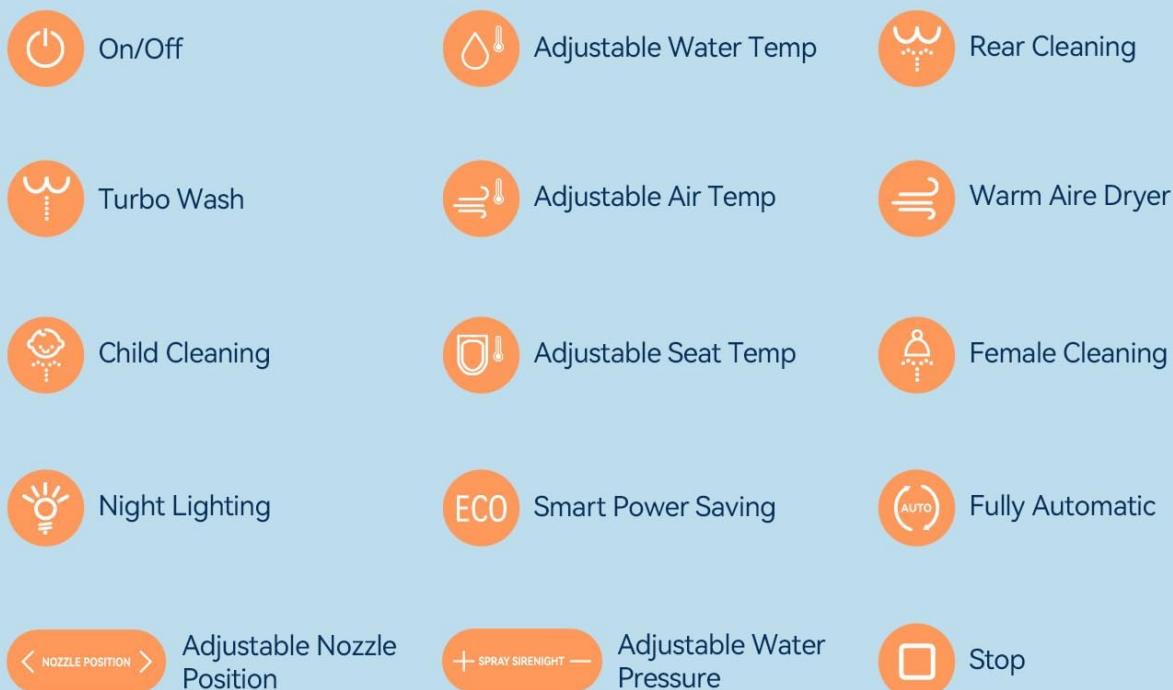 On/Off
Adjustable Water Temp
Rear Cleaning
Turbo Wash
Adjustable Air Temp
Warm Aire Dryer
Child Cleaning
Adjustable Seat Temp
Female Cleaning
Night Lighting
ECO
Smart Power Saving
AUTO
Fully Automatic
NOZZLE POSITION
Adjustable Nozzle
Position
SPRAY SIRENIGHT
Adjustable Water
Pressure
Stop